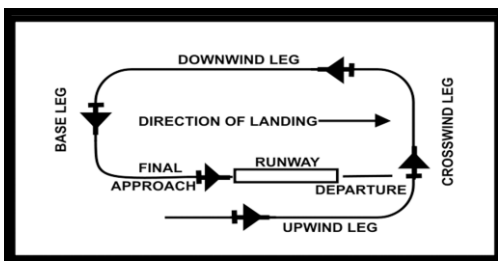 DOWNWIND LEG
BASE LEG
CROSSWIND LEG
DIRECTION OF LANDING
FINAL
APPROACH
RUNWAY
DEPARTURE
UPWIND LEG